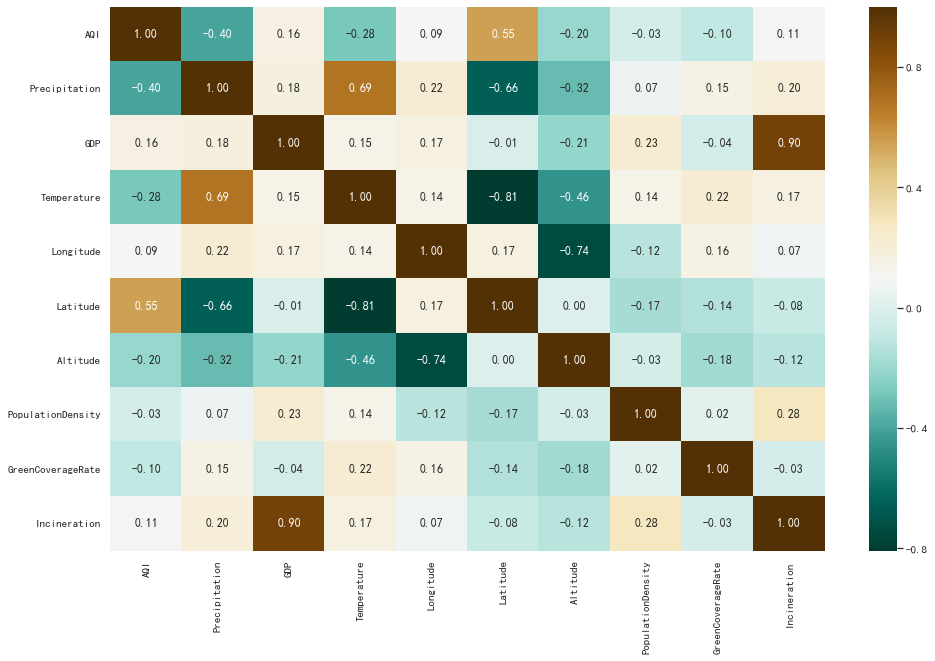 AQI 1.00 -0.40 0.16 -0.28 0.09 0.55 -0.20 -0.03 -0.10 0.11
Precipitation -0.40 1.00 0.18 0.69 0.22 -0.66 -0.32 0.07 0.15 0.20
GDP 0.16 0.18 1.00 0.15 0.17 -0.01 -0.21 0.23 -0.04 0.90
Temperature -0.28 0.69 0.15 1.00 0.14 -0.81 -0.46 0.14 0.22 0.17
Longitude 0.09 0.22 0.17 0.14 1.00 0.17 -0.74 -0.12 0.16 0.07
Latitude 0.55 -0.66 -0.01 -0.81 0.17 1.00 0.00 -0.17 -0.14 -0.08
Altitude -0.20 -0.32 -0.21 -0.46 -0.74 0.00 1.00 -0.03 -0.18 -0.12
PopulationDensity -0.03 0.07 0.23 0.14 -0.12 -0.17 -0.03 1.00 0.02 0.28
GreenCoverageRate -0.10 0.15 -0.04 0.22 0.16 -0.14 -0.18 0.02 1.00 -0.03
Incineration 0.11 0.20 0.90 0.17 0.07 -0.08 -0.12 0.28 -0.03 1.00
AQI
Precipitation
GDP
Temperature
Longitude
Latitude
Altitude
PopulationDensity
GreenCoverageRate
Incineration
0.8
0.4
0.0
-0.4
-0.8